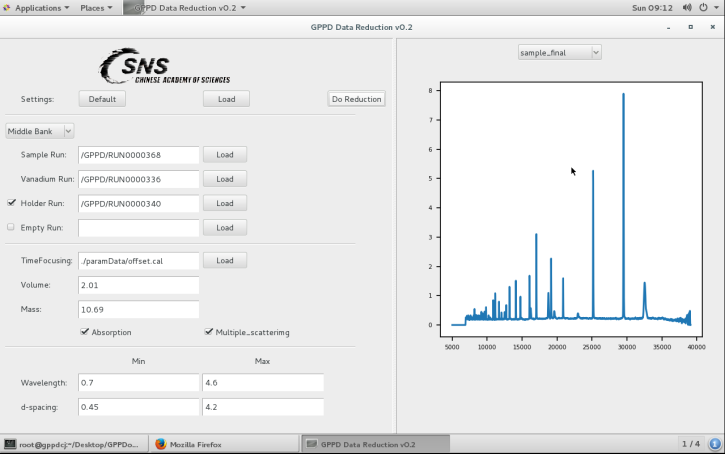 Applications Places GPPD Data Reduction v0.2 Sun 09:12
GPPD Data Reduction v0.2
CSNS
CHINESE ACADEMY OF SCIENCES
sample_final
Settings: Default Load Do Reduction
Middle Bank
Sample Run: /GPPD/RUN0000368 Load
Vanadium Run: /GPPD/RUN0000336 Load
Holder Run: /GPPD/RUN0000340 Load
Empty Run: Load
TimeFocusing: ./paramData/offset.cal Load
Volume: 2.01
Mass: 10.69
Absorption Multiple_scatterimg
Min Max
Wavelength: 0.7 4.6
d-spacing: 0.45 4.2
8
7
6
5
4
3
2
1
0
5000 10000 15000 20000 25000 30000 35000 40000
root@gppdcj:~/Desktop/GPPDo... Mozilla Firefox GPPD Data Reduction v0.2 1 / 4 1